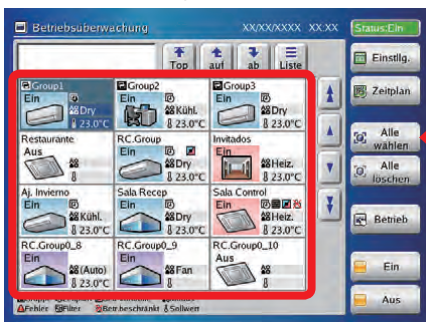 Betriebsüberwachung XX/XX/XXXX XX:XX Status:Ein
Top auf ab Liste
Einstllg.
Zeitplan
Alle wählen
Alle löschen
Betrieb
Ein
Aus
Group1 Group2 Group3
Ein Ein Ein
Dry Kühl. Dry
23.0°C 23.0°C 23.0°C
Restaurante RC.Group Invitados
Aus Ein Ein
Dry Heiz.
23.0°C 23.0°C
Aj. Invierno Sala Recep Sala Control
Ein Ein Ein
Kühl. Dry Heiz.
23.0°C 23.0°C 23.0°C
RC.Group0_8 RC.Group0_9 RC.Group0_10
Ein Ein Aus
(Auto) Fan
23.0°C
Fehler Filter Betr.beschränkt Sollwert